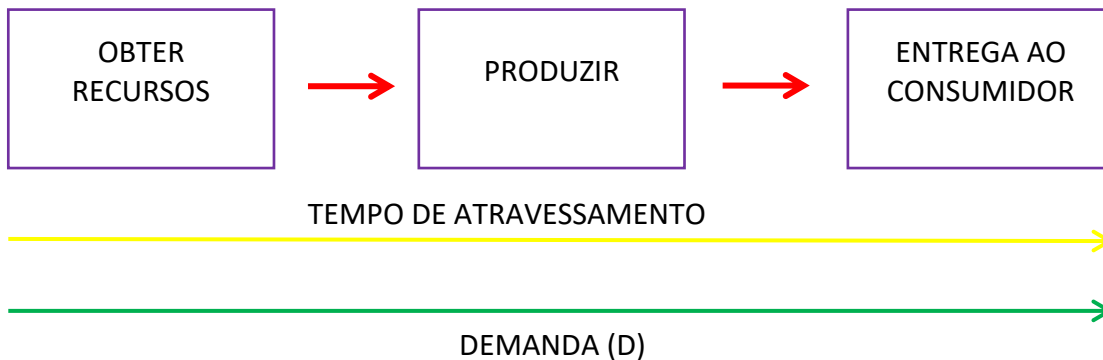 OBTER
RECURSOS
PRODUZIR
ENTREGA AO
CONSUMIDOR
TEMPO DE ATRAVESSAMENTO
DEMANDA (D)